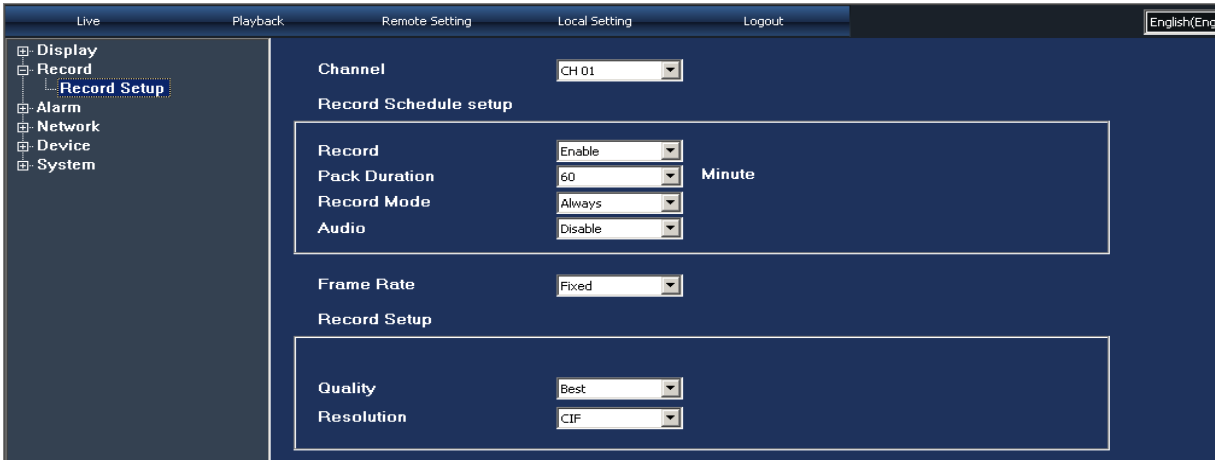 Live Playback Remote Setting Local Setting Logout English(Eng
Display
Record
Record Setup
Alarm
Network
Device
System
Channel CH 01
Record Schedule setup
Record Enable
Pack Duration 60 Minute
Record Mode Always
Audio Disable
Frame Rate Fixed
Record Setup
Quality Best
Resolution CIF